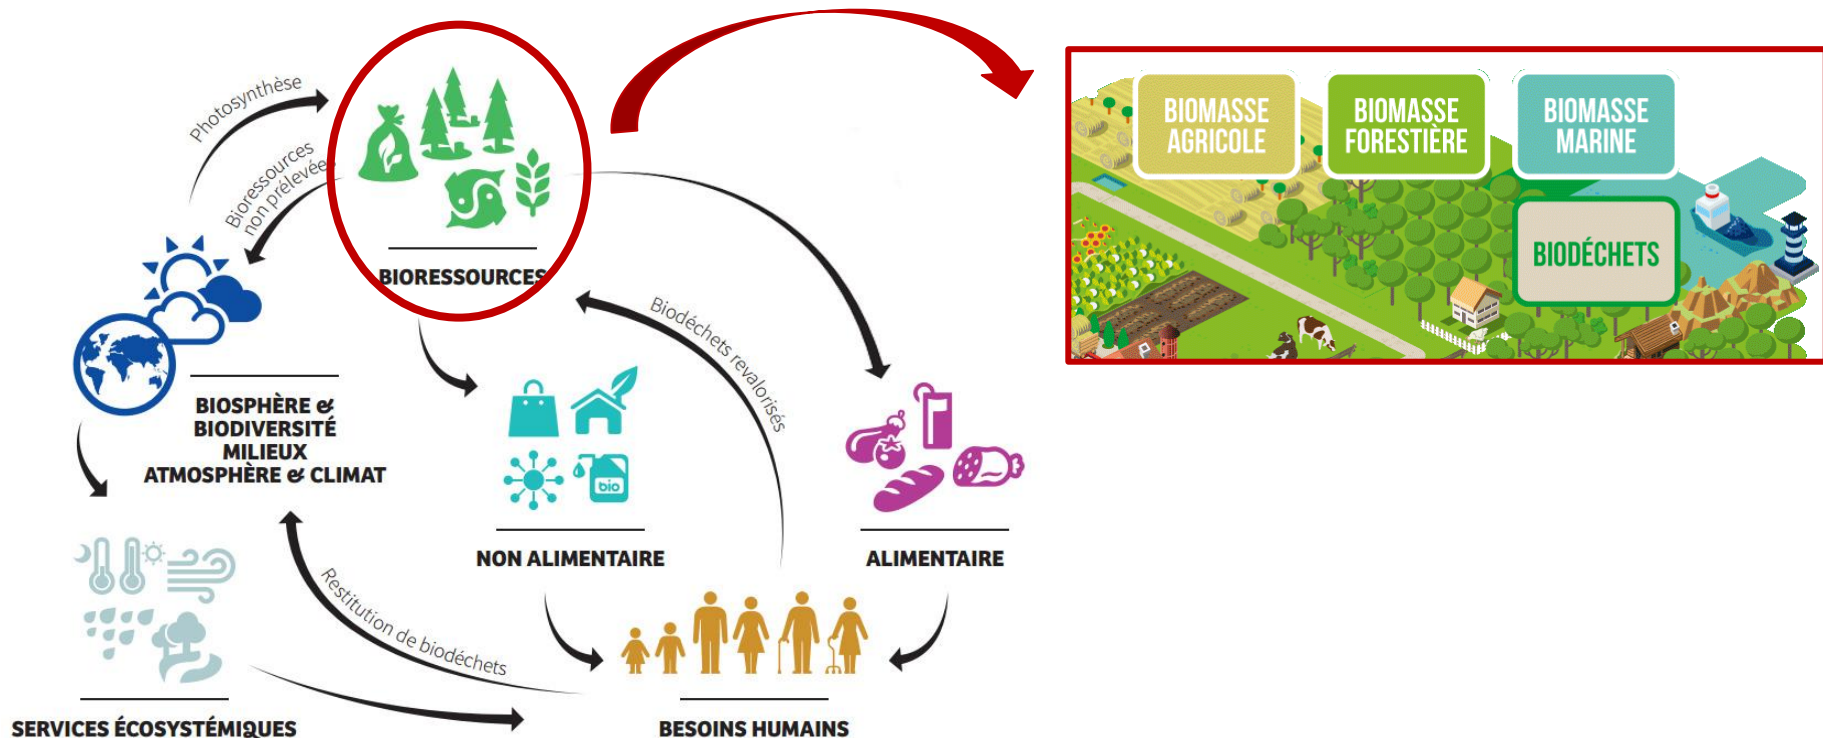 Photosynthèse
Bioressources
non prélevées
BIORESSOURCES
BIOMASSE
AGRICOLE
BIOMASSE
FORESTIÈRE
BIOMASSE
MARINE
BIODÉCHETS
Biodéchets revalorisés
BIOSPHÈRE &
BIODIVERSITÉ
MILIEUX
ATMOSPHÈRE & CLIMAT
bio
NON ALIMENTAIRE
ALIMENTAIRE
Restitution de biodéchets
SERVICES ÉCOSYSTÉMIQUES
BESOINS HUMAINS